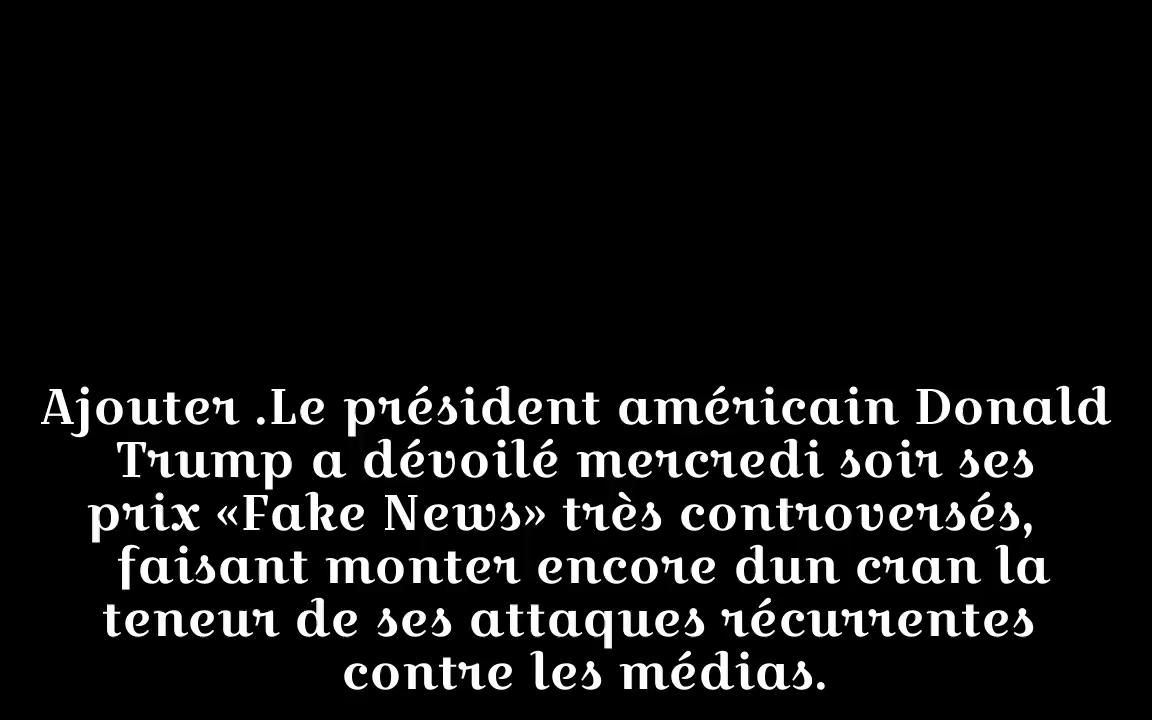 Ajouter .Le président américain Donald
Trump a dévoilé mercredi soir ses
prix «Fake News» très controversés,
faisant monter encore dun cran la
teneur de ses attaques récurrentes
contre les médias.